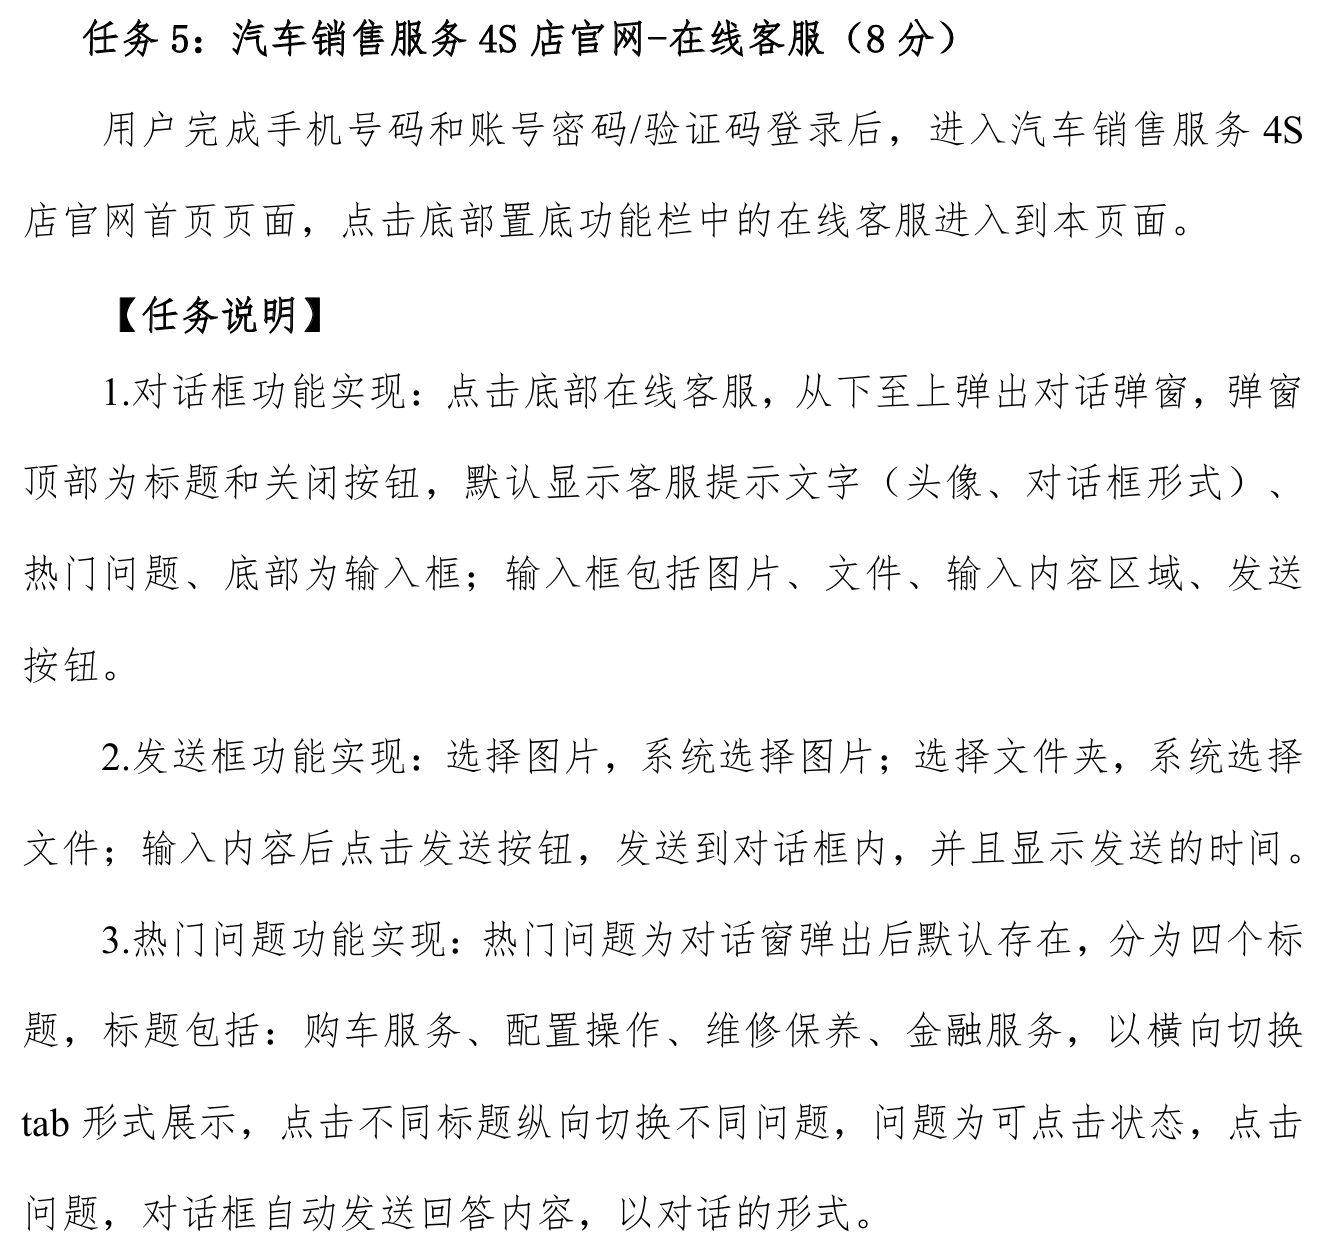 任务 5：汽车销售服务 4S 店官网-在线客服（8 分）
用户完成手机号码和账号密码/验证码登录后，进入汽车销售服务 4S
店官网首页页面，点击底部置底功能栏中的在线客服进入到本页面。
【任务说明】
1.对话框功能实现：点击底部在线客服，从下至上弹出对话弹窗，弹窗
顶部为标题和关闭按钮，默认显示客服提示文字（头像、对话框形式）、
热门问题、底部为输入框；输入框包括图片、文件、输入内容区域、发送
按钮。
2.发送框功能实现：选择图片，系统选择图片；选择文件夹，系统选择
文件；输入内容后点击发送按钮，发送到对话框内，并且显示发送的时间。
3.热门问题功能实现：热门问题为对话窗弹出后默认存在，分为四个标
题，标题包括：购车服务、配置操作、维修保养、金融服务，以横向切换
tab 形式展示，点击不同标题纵向切换不同问题，问题为可点击状态，点击
问题，对话框自动发送回答内容，以对话的形式。